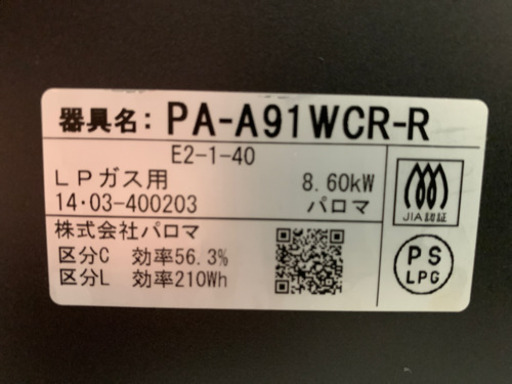 器具名: PA-A91WCR-R
E2-1-40
LPガス用 8.60kW
14・03-400203 パロマ
JIA認証
株式会社パロマ
区分C 効率56.3%
区分L 効率210Wh
PS
LPG